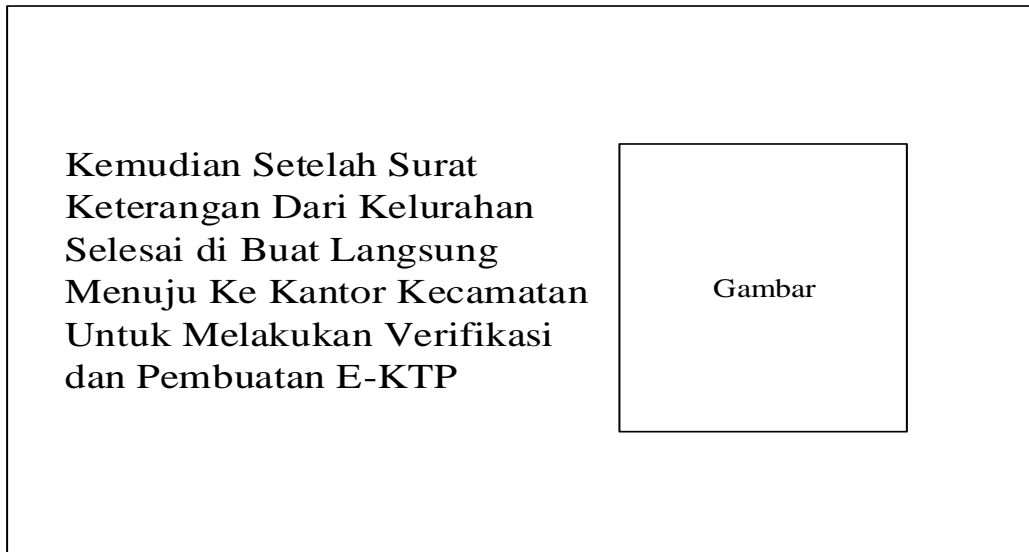 Kemudian Setelah Surat
Keterangan Dari Kelurahan
Selesai di Buat Langsung
Menuju Ke Kantor Kecamatan
Untuk Melakukan Verifikasi
dan Pembuatan E-KTP
Gambar